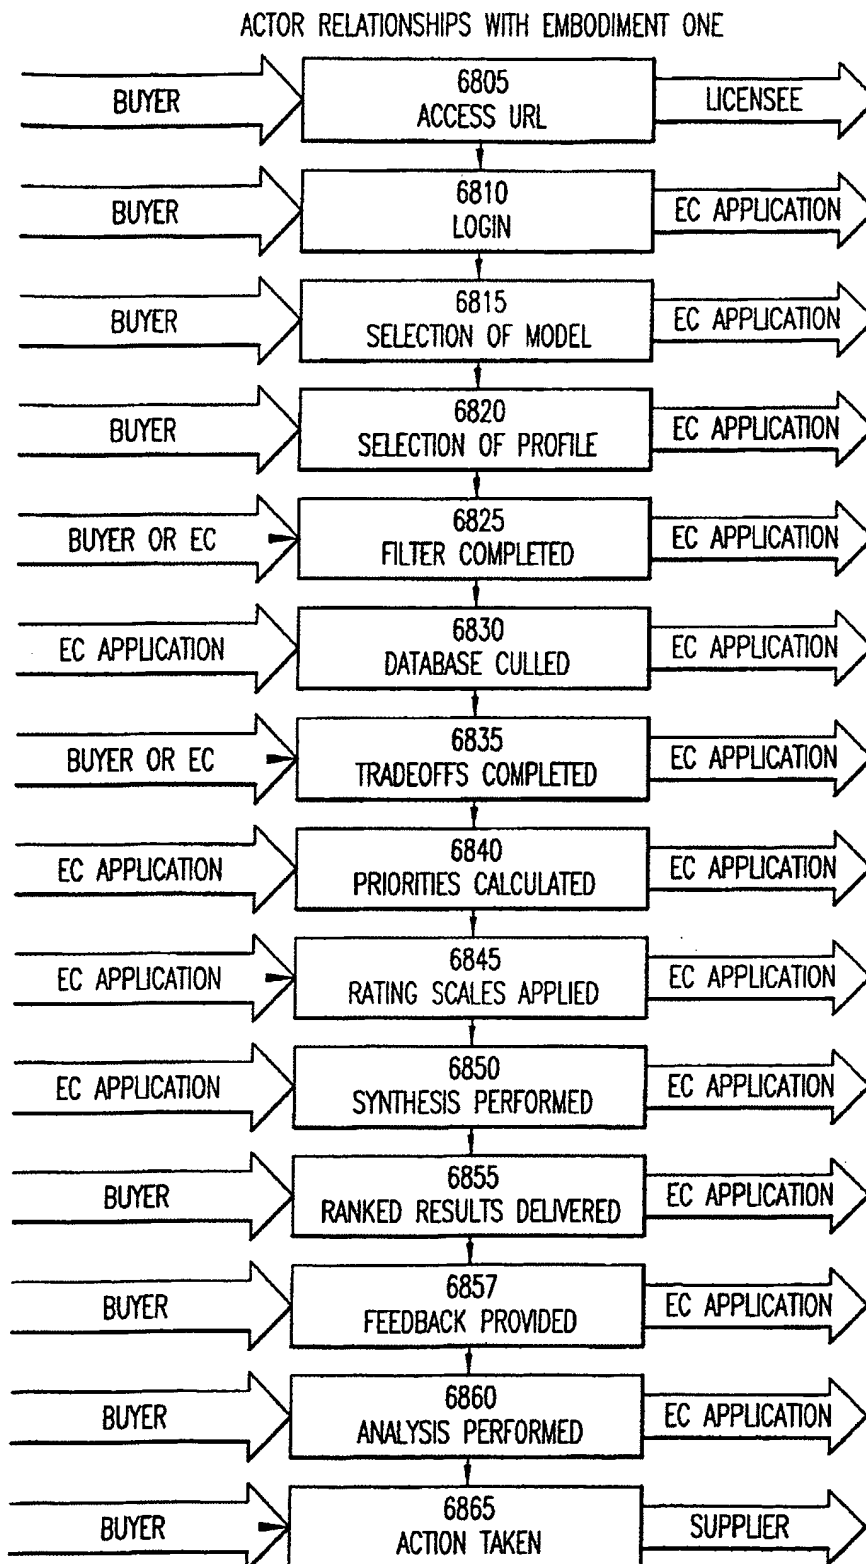 ACTOR RELATIONSHIPS WITH EMBODIMENT ONE
BUYER
6805
ACCESS URL
LICENSEE
BUYER
6810
LOGIN
EC APPLICATION
BUYER
6815
SELECTION OF MODEL
EC APPLICATION
BUYER
6820
SELECTION OF PROFILE
EC APPLICATION
BUYER OR EC
6825
FILTER COMPLETED
EC APPLICATION
EC APPLICATION
6830
DATABASE CULLED
EC APPLICATION
BUYER OR EC
6835
TRADEOFFS COMPLETED
EC APPLICATION
EC APPLICATION
6840
PRIORITIES CALCULATED
EC APPLICATION
EC APPLICATION
6845
RATING SCALES APPLIED
EC APPLICATION
EC APPLICATION
6850
SYNTHESIS PERFORMED
EC APPLICATION
BUYER
6855
RANKED RESULTS DELIVERED
EC APPLICATION
BUYER
6857
FEEDBACK PROVIDED
EC APPLICATION
BUYER
6860
ANALYSIS PERFORMED
EC APPLICATION
BUYER
6865
ACTION TAKEN
SUPPLIER